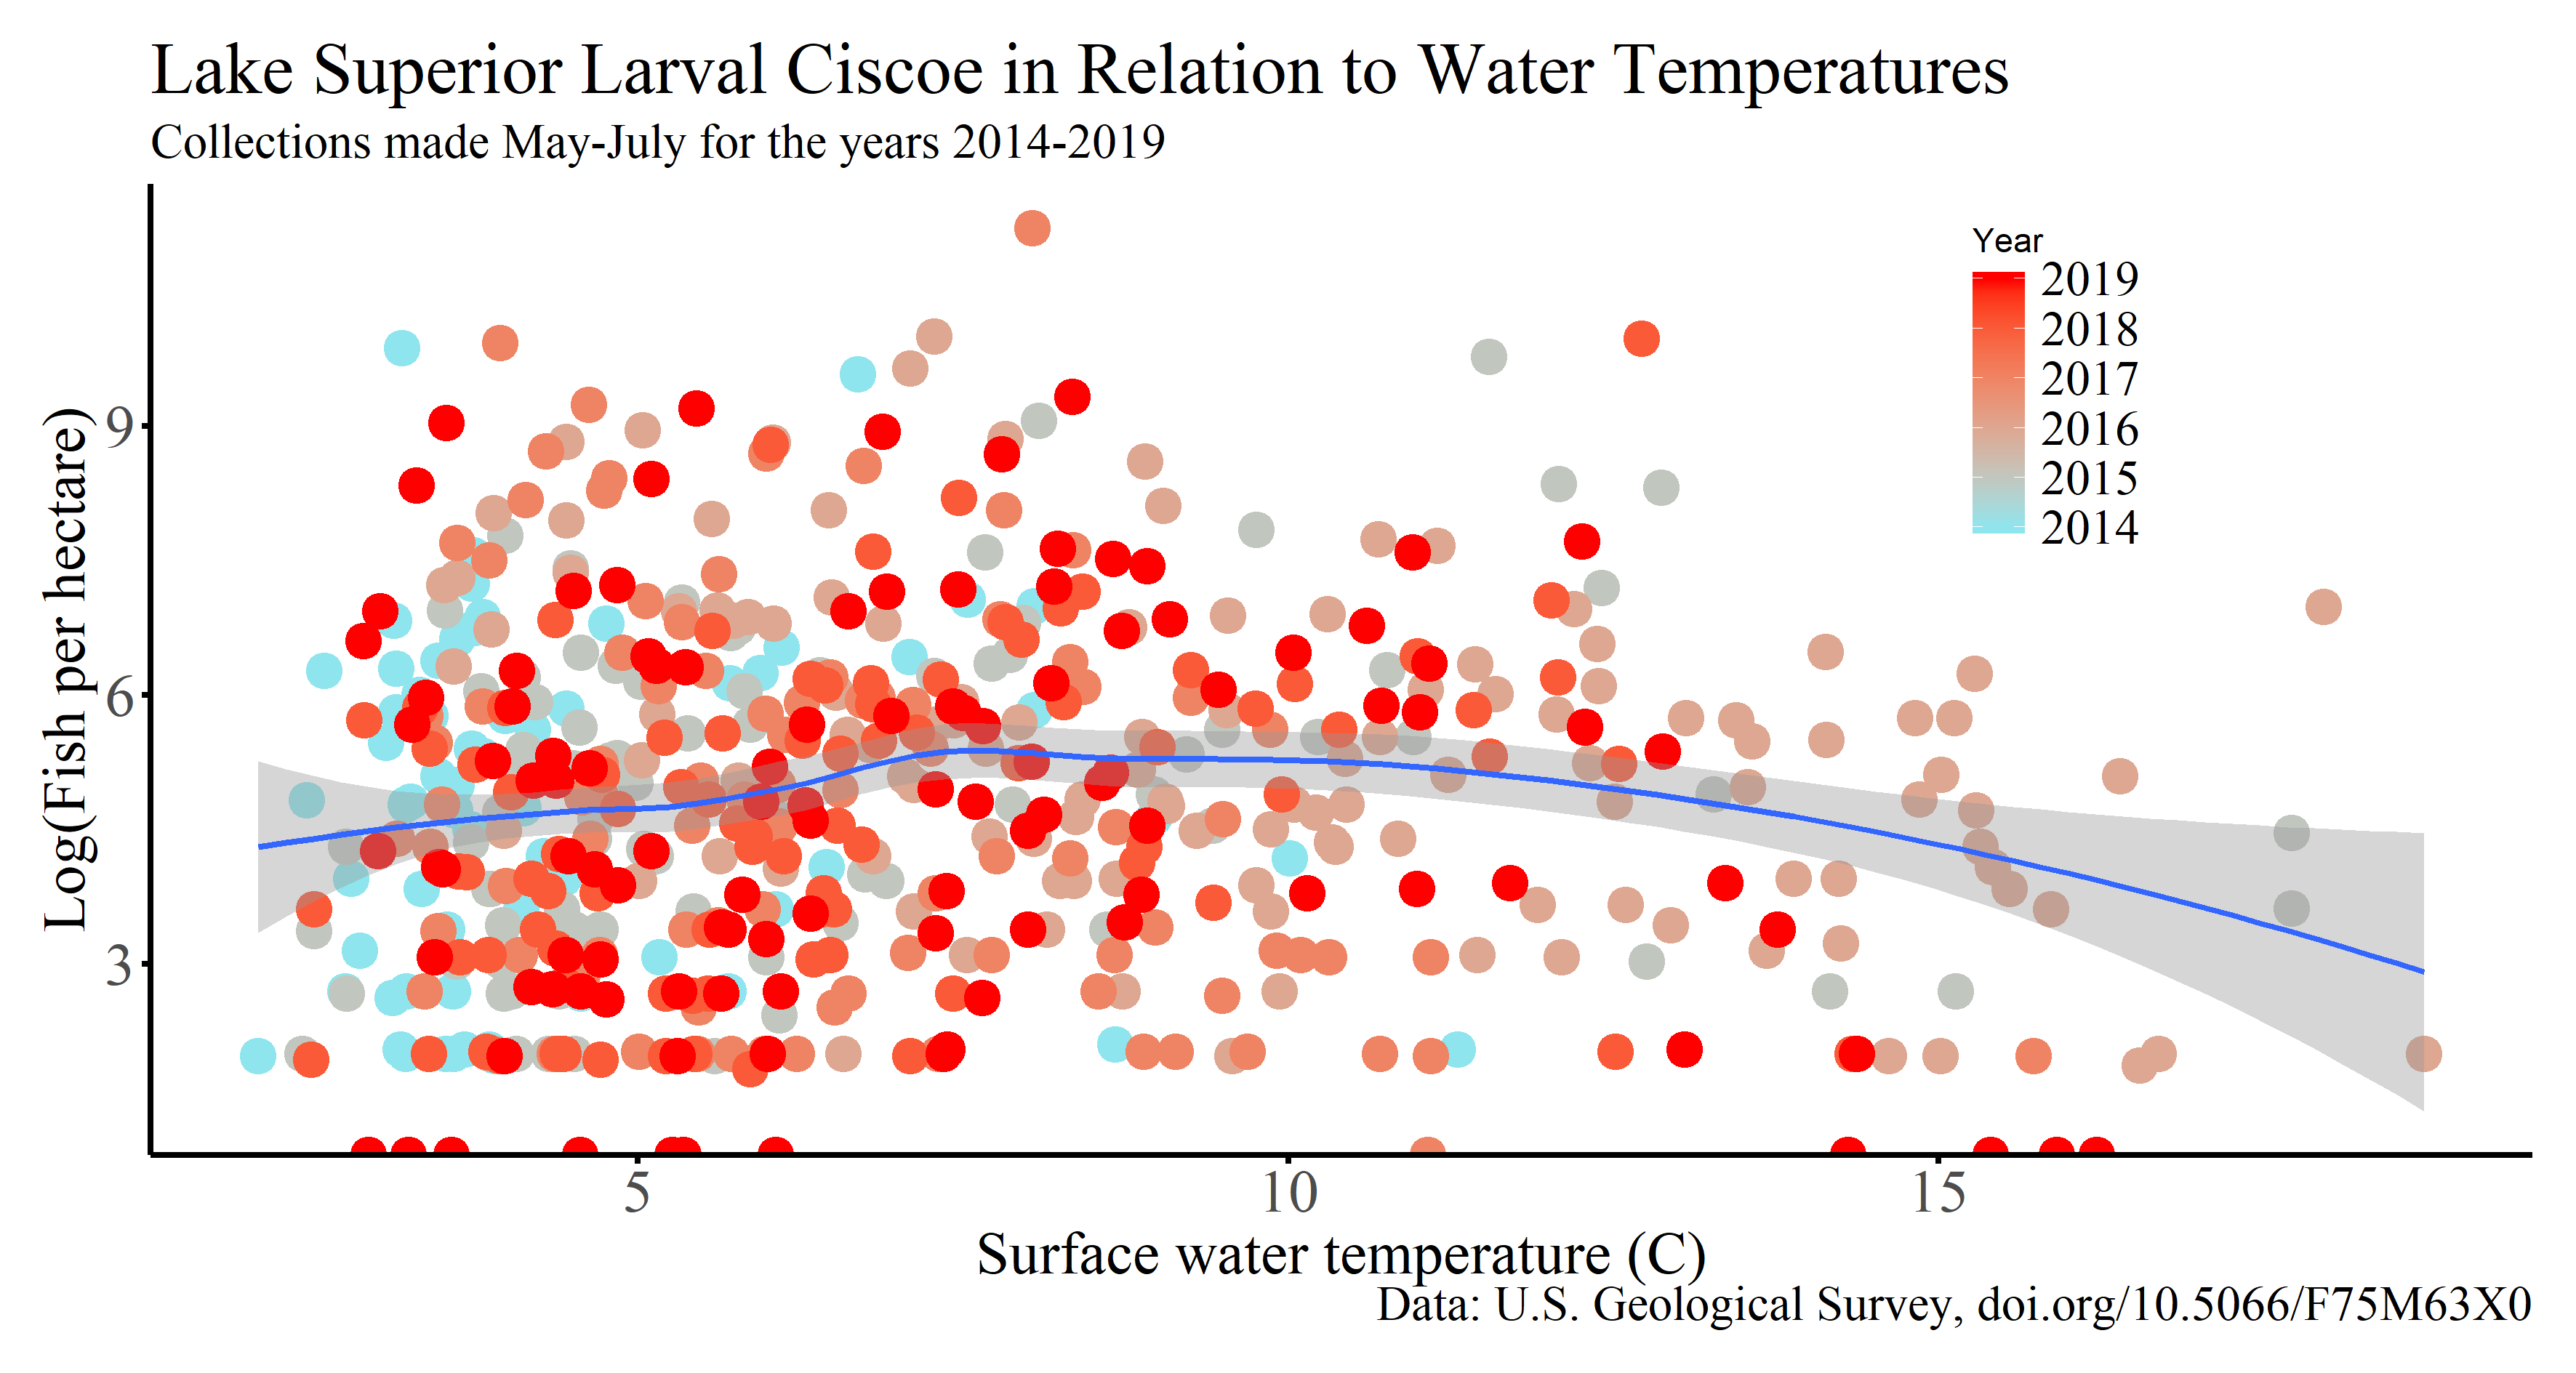 Lake Superior Larval Ciscoe in Relation to Water Temperatures
Collections made May-July for the years 2014-2019
Year
2019
2018
2017
2016
2015
2014
Log(Fish per hectare)
9
6
3
5
10
15
Surface water temperature (C)
Data: U.S. Geological Survey, doi.org/10.5066/F75M63X0